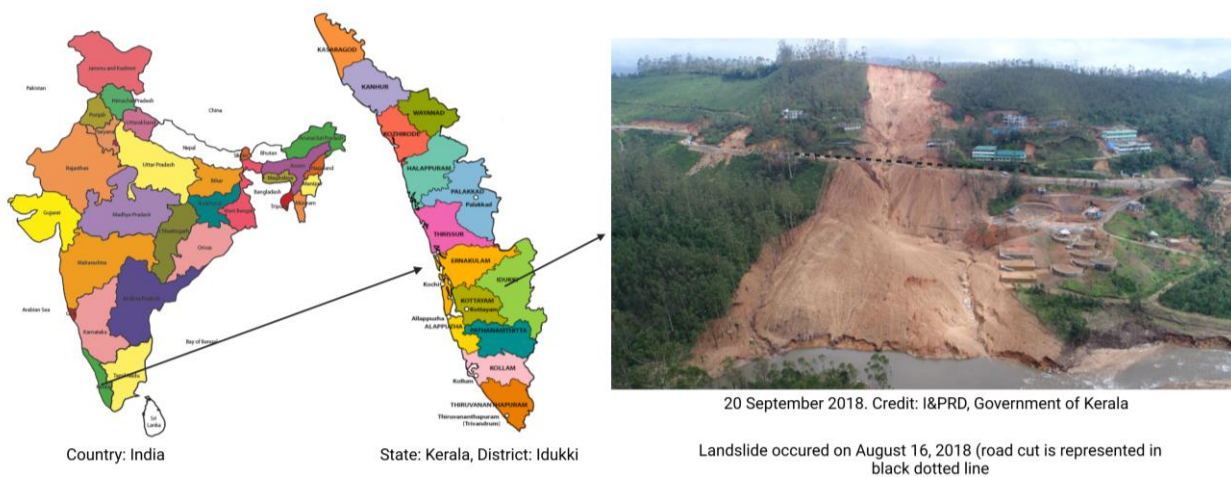 Jammu and Kashmir
Pakistan
Himachal Pradesh
China
Punjab
Uttarakhand
Haryana
Nepal
Bhutan
Arunachal Pradesh
Rajasthan
Uttar Pradesh
Assam
Nagaland
Bihar
Meghalaya
Manipur
Bangladesh
Jharkhand
Gujarat
Madhya Pradesh
West Bengal
Mizoram
Chhattisgarh
Orissa
Maharashtra
Andhra Pradesh
Arabian Sea
Karnataka
Bay of Bengal
Tamil Nadu
Sri
Lanka
Country: India
KASARAGOD
KANHUR
WAYANAD
KOZHIKODE
HALAPPURAM
PALAKKAD
Palakkad
THRISSUR
ERNAKULAM
IDUKKI
Kochi
KOTTAYAM
Kottayam
Allappuzha
ALAPPUZHA
PATHANAMTHITTA
KOLLAM
Kollam
THIRUVANANTHAPURAM
Thiruvananthapuram
(Trivandrum)
State: Kerala, District: Idukki
20 September 2018. Credit: I&PRD, Government of Kerala
Landslide occured on August 16, 2018 (road cut is represented in
black dotted line